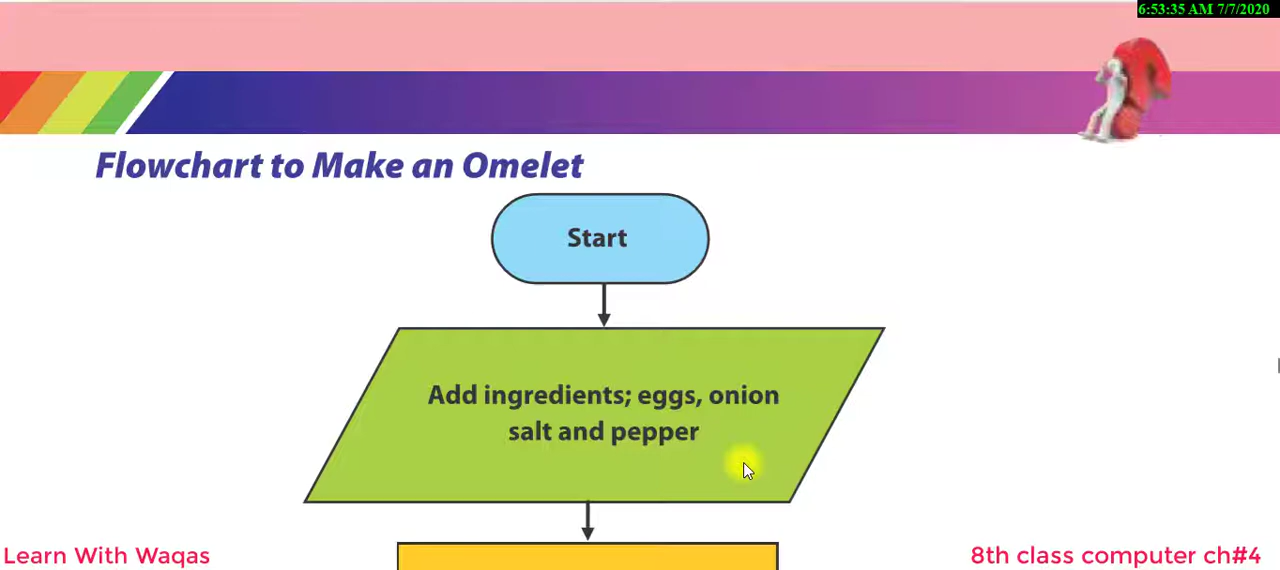 6:53:35 AM 7/7/2020
Flowchart to Make an Omelet
Start
Add ingredients; eggs, onion
salt and pepper
Learn With Waqas
8th class computer ch#4